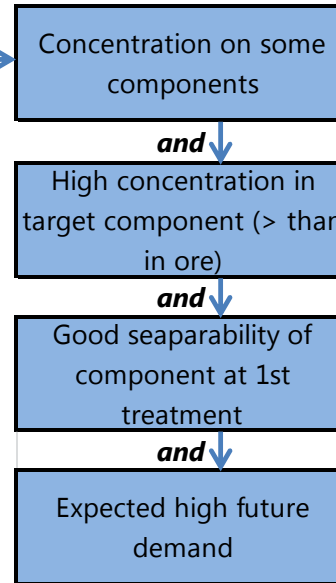 Concentration on some
components
and
High concentration in
target component (> than
in ore)
and
Good seaparability of
component at 1st
treatment
and
Expected high future
demand